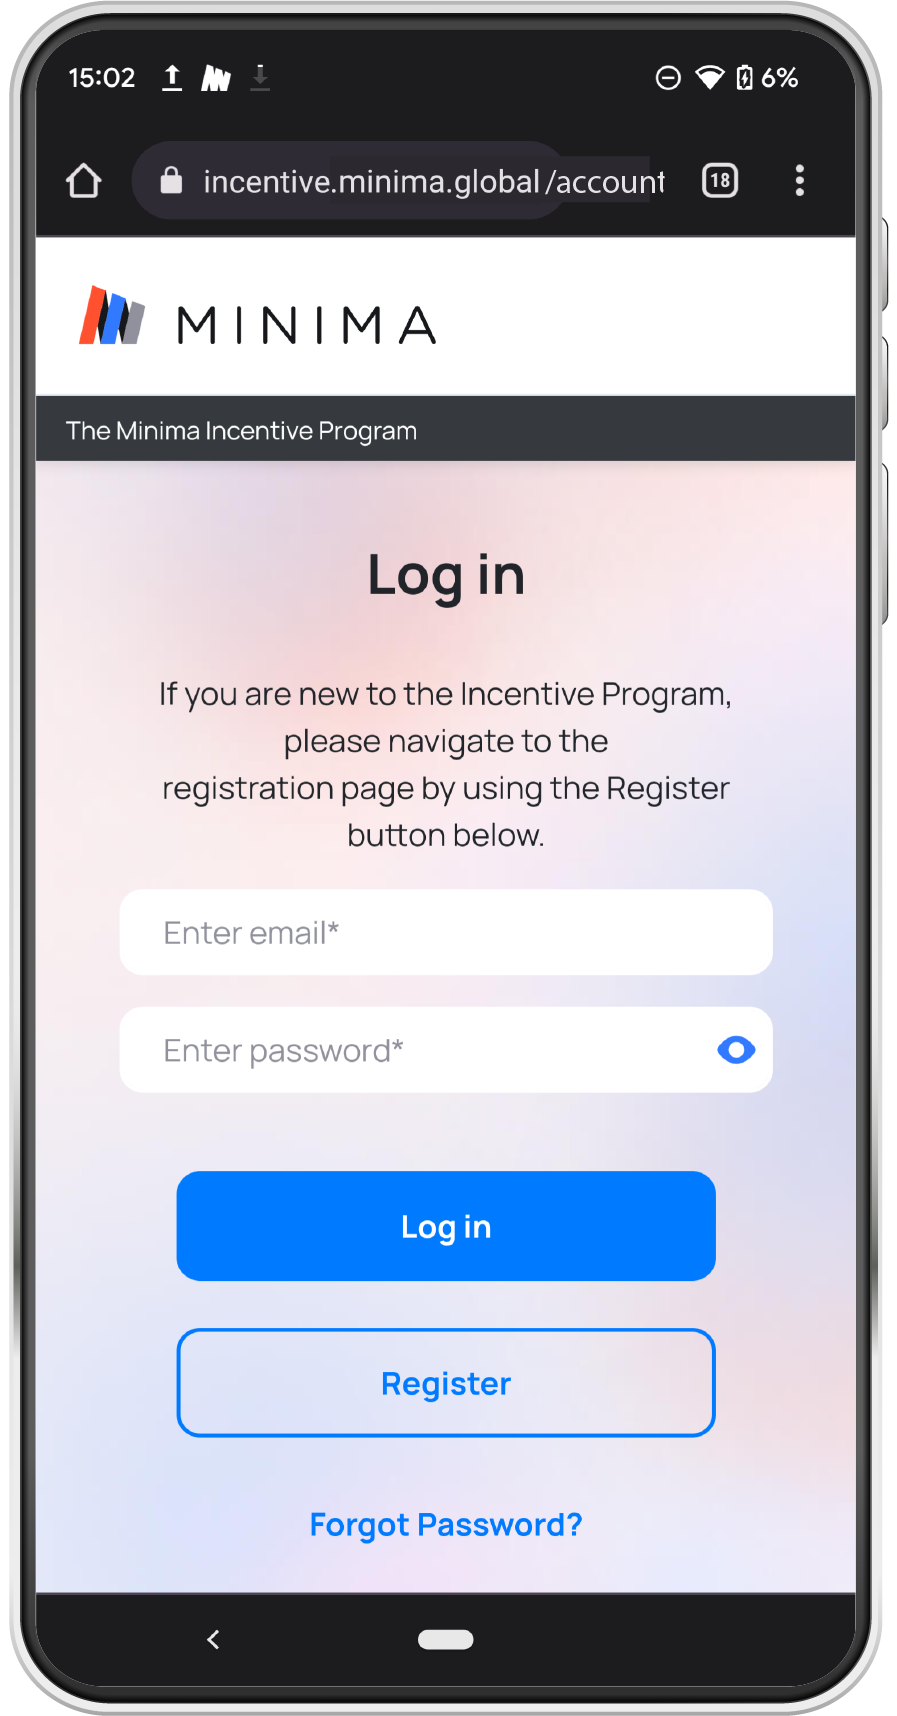 15:02
6%
incentive.minima.global/account
18
MINIMA
The Minima Incentive Program
Log in
If you are new to the Incentive Program,
please navigate to the
registration page by using the Register
button below.
Enter email*
Enter password*
Log in
Register
Forgot Password?